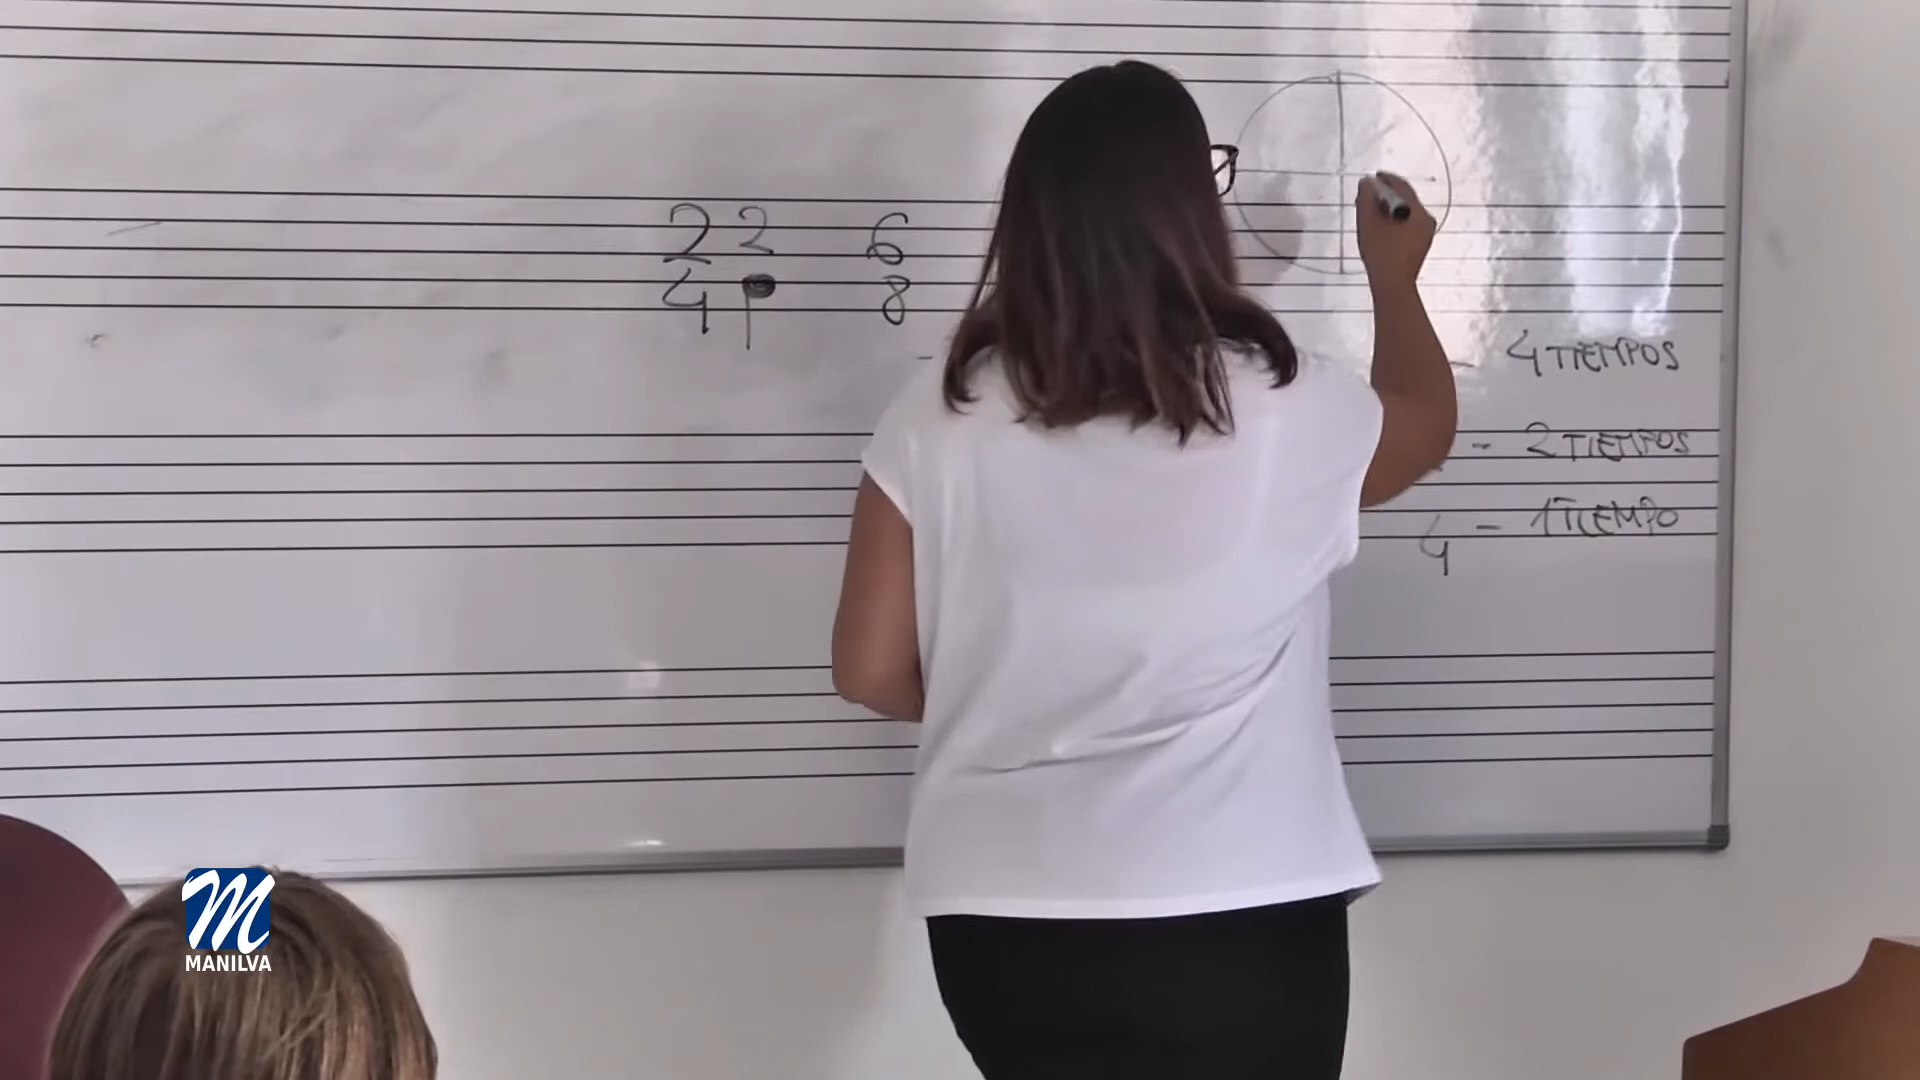 2 2 6
4 8
4 TIEMPOS
- 2 TIEMPOS
4 - 1 TIEMPO
MANILVA